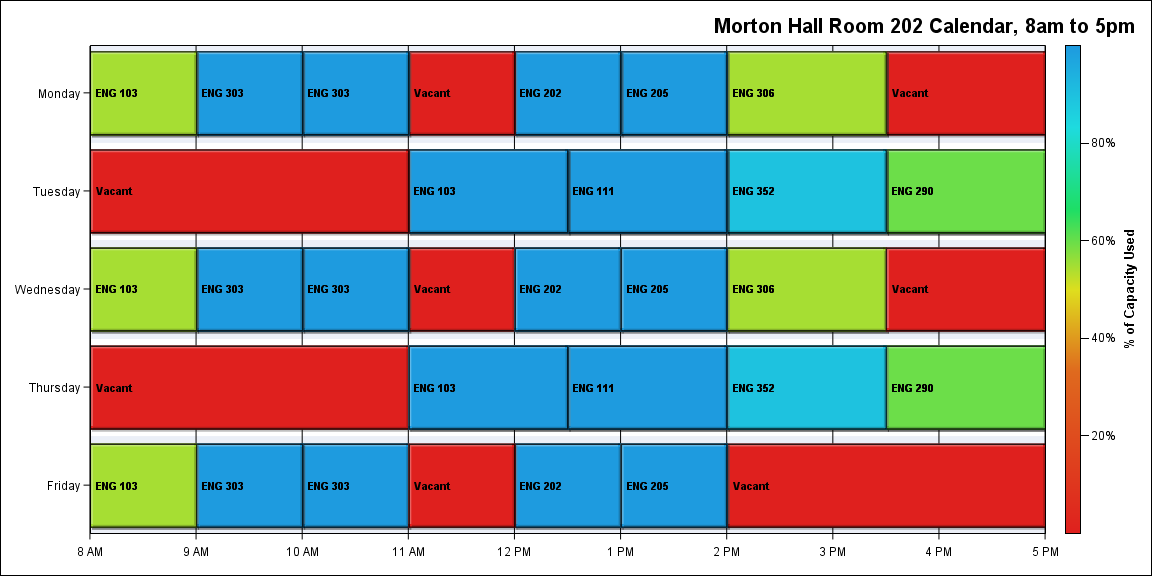 Morton Hall Room 202 Calendar, 8am to 5pm
Monday
ENG 103
ENG 303
ENG 303
Vacant
ENG 202
ENG 205
ENG 306
Vacant
Tuesday
Vacant
ENG 103
ENG 111
ENG 352
ENG 290
Wednesday
ENG 103
ENG 303
ENG 303
Vacant
ENG 202
ENG 205
ENG 306
Vacant
Thursday
Vacant
ENG 103
ENG 111
ENG 352
ENG 290
Friday
ENG 103
ENG 303
ENG 303
Vacant
ENG 202
ENG 205
Vacant
8 AM
9 AM
10 AM
11 AM
12 PM
1 PM
2 PM
3 PM
4 PM
5 PM
80%
60%
40%
20%
% of Capacity Used